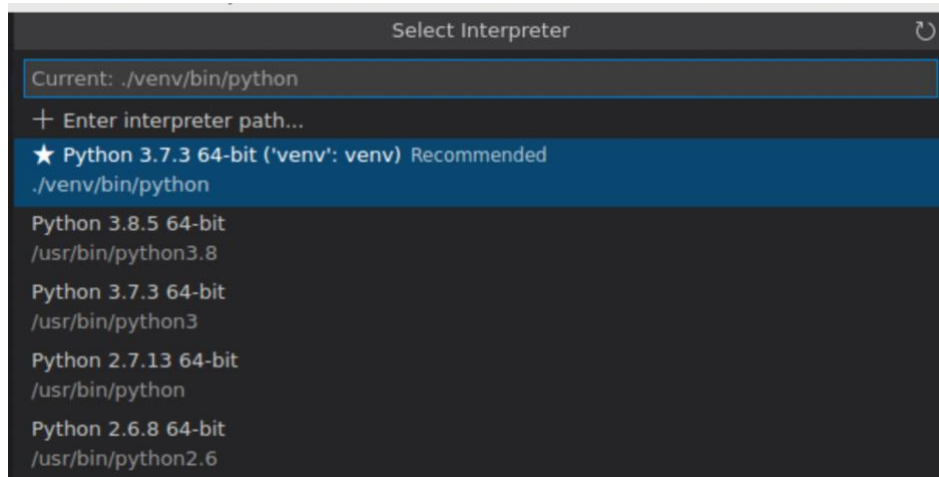 Select Interpreter
Current: ./venv/bin/python
+ Enter interpreter path...
★ Python 3.7.3 64-bit ('venv': venv) Recommended
./venv/bin/python
Python 3.8.5 64-bit
/usr/bin/python3.8
Python 3.7.3 64-bit
/usr/bin/python3
Python 2.7.13 64-bit
/usr/bin/python
Python 2.6.8 64-bit
/usr/bin/python2.6